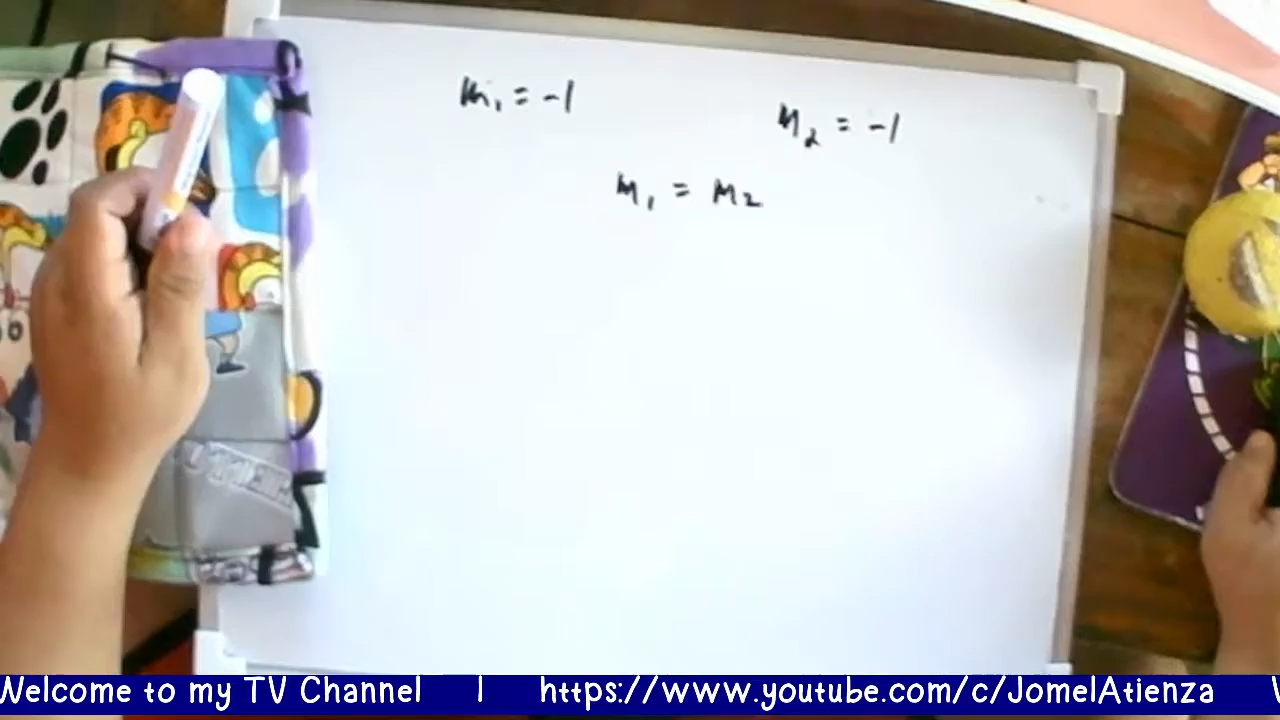 m₁ = -1
m₂ = -1
m₁ = m₂
Welcome to my TV Channel | https://www.youtube.com/c/JomelAtienza